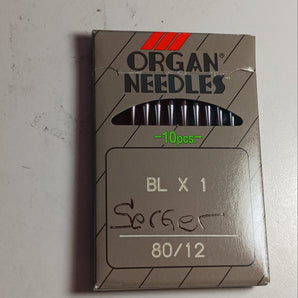 ORGAN®
NEEDLES
-10pcs-
BL X 1
Serger
80/12